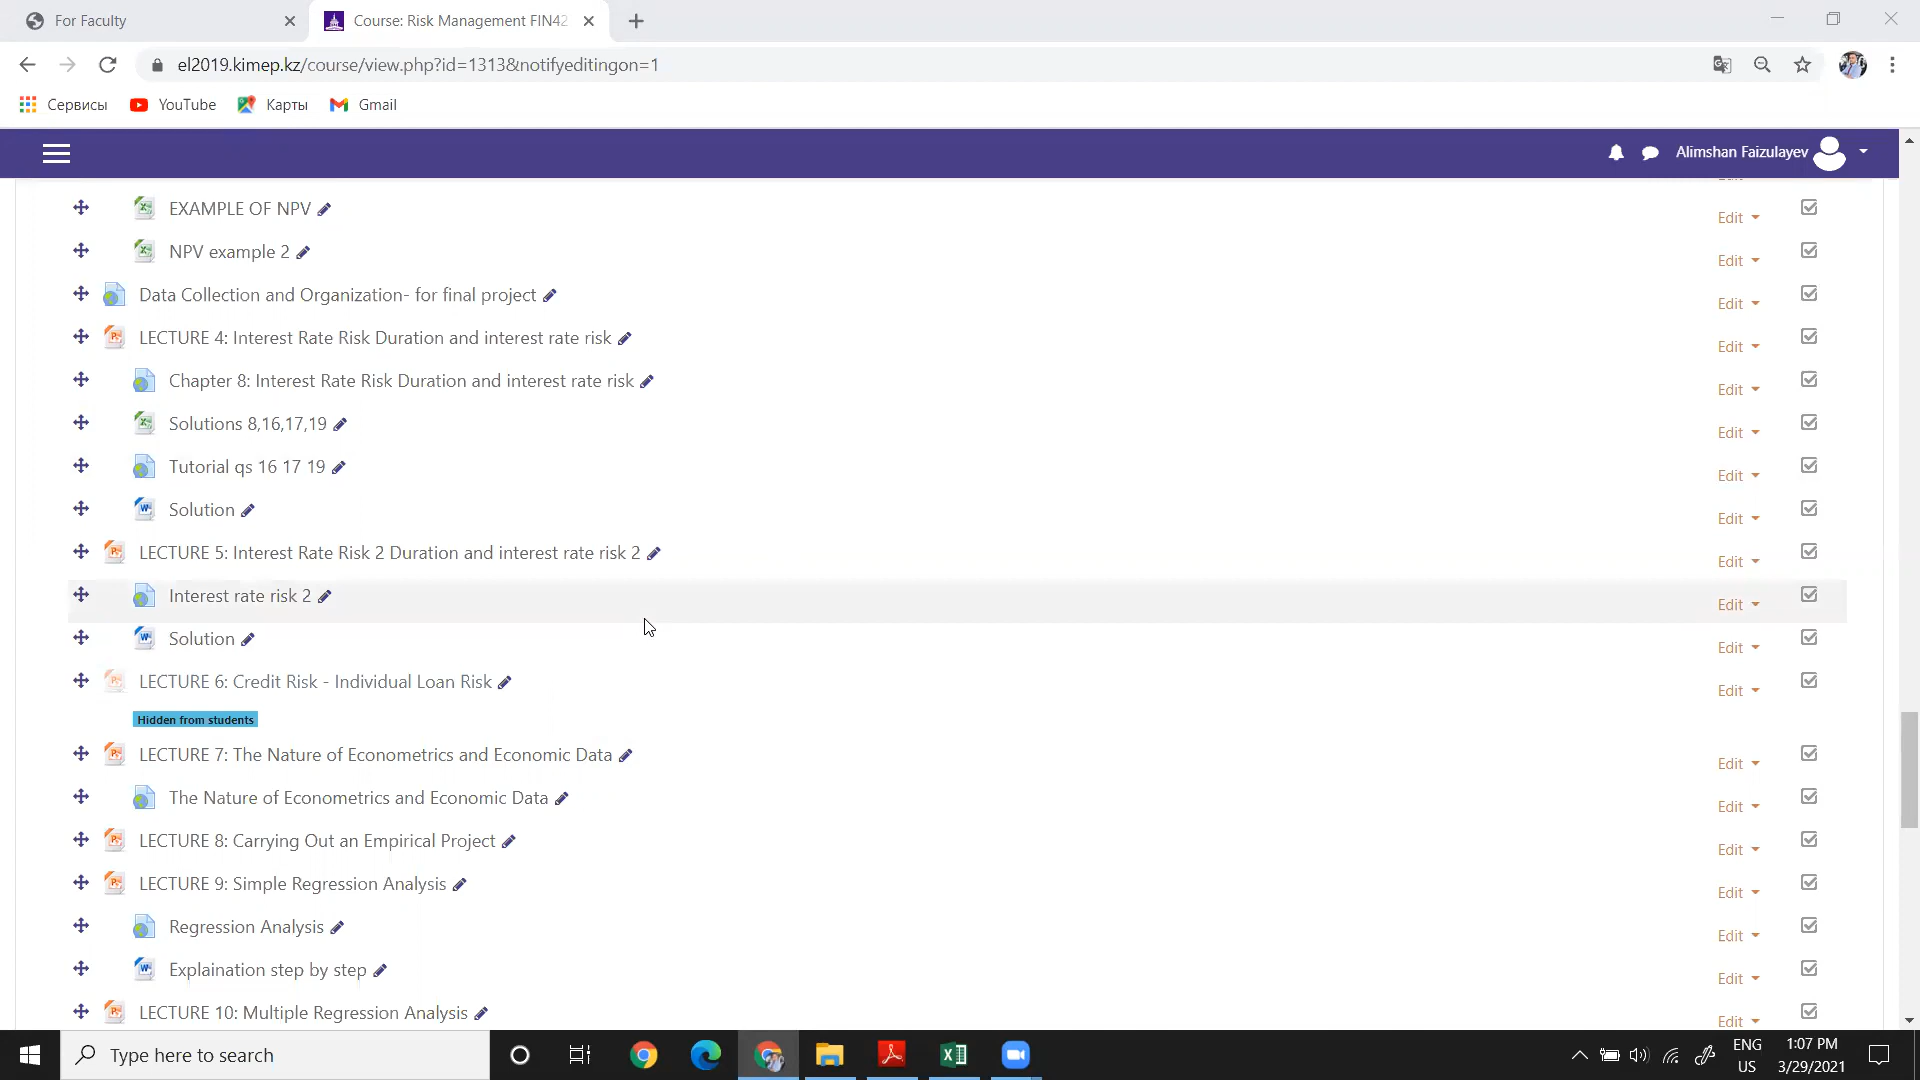 For Faculty
Course: Risk Management FIN42
el2019.kimep.kz/course/view.php?id=1313&notifyeditingon=1
Сервисы YouTube Карты Gmail
Alimshan Faizulayev
EXAMPLE OF NPV Edit
NPV example 2 Edit
Data Collection and Organization- for final project Edit
LECTURE 4: Interest Rate Risk Duration and interest rate risk Edit
Chapter 8: Interest Rate Risk Duration and interest rate risk Edit
Solutions 8,16,17,19 Edit
Tutorial qs 16 17 19 Edit
Solution Edit
LECTURE 5: Interest Rate Risk 2 Duration and interest rate risk 2 Edit
Interest rate risk 2 Edit
Solution Edit
LECTURE 6: Credit Risk - Individual Loan Risk Edit
Hidden from students
LECTURE 7: The Nature of Econometrics and Economic Data Edit
The Nature of Econometrics and Economic Data Edit
LECTURE 8: Carrying Out an Empirical Project Edit
LECTURE 9: Simple Regression Analysis Edit
Regression Analysis Edit
Explaination step by step Edit
LECTURE 10: Multiple Regression Analysis Edit
Type here to search
ENG
US
1:07 PM
3/29/2021